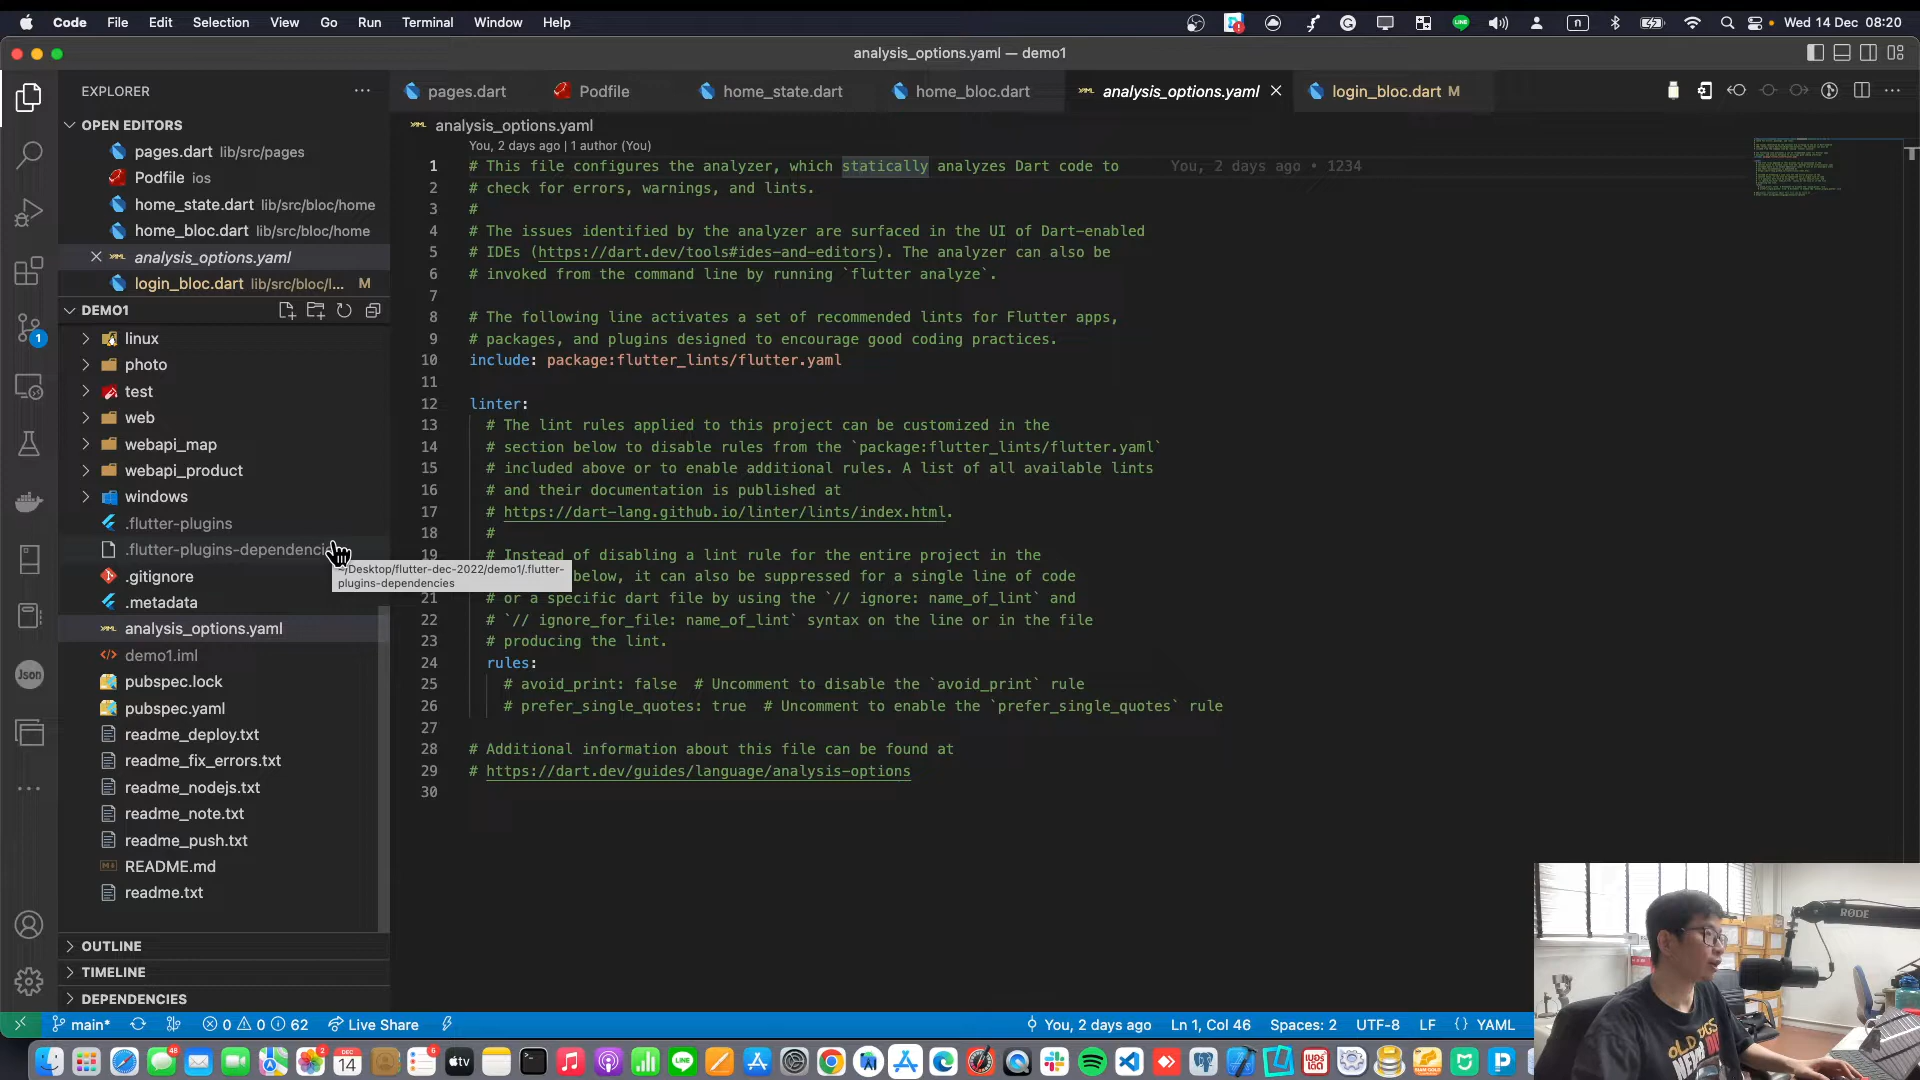 Code File Edit Selection View Go Run Terminal Window Help
Wed 14 Dec 08:20
analysis_options.yaml — demo1
EXPLORER
OPEN EDITORS
pages.dart lib/src/pages
Podfile ios
home_state.dart lib/src/bloc/home
home_bloc.dart lib/src/bloc/home
analysis_options.yaml
login_bloc.dart lib/src/bloc/l... M
DEMO1
linux
photo
test
web
webapi_map
webapi_product
windows
.flutter-plugins
.flutter-plugins-dependenci
.gitignore
.metadata
analysis_options.yaml
demo1.iml
pubspec.lock
pubspec.yaml
readme_deploy.txt
readme_fix_errors.txt
readme_nodejs.txt
readme_note.txt
readme_push.txt
README.md
readme.txt
OUTLINE
TIMELINE
DEPENDENCIES
1
Json
~/Desktop/flutter-dec-2022/demo1/.flutter-
plugins-dependencies
pages.dart Podfile home_state.dart home_bloc.dart analysis_options.yaml login_bloc.dart M
analysis_options.yaml
You, 2 days ago | 1 author (You)
1 # This file configures the analyzer, which statically analyzes Dart code to You, 2 days ago • 1234
2 # check for errors, warnings, and lints.
3 #
4 # The issues identified by the analyzer are surfaced in the UI of Dart-enabled
5 # IDEs (https://dart.dev/tools#ides-and-editors). The analyzer can also be
6 # invoked from the command line by running `flutter analyze`.
7
8 # The following line activates a set of recommended lints for Flutter apps,
9 # packages, and plugins designed to encourage good coding practices.
10 include: package:flutter_lints/flutter.yaml
11
12 linter:
13 # The lint rules applied to this project can be customized in the
14 # section below to disable rules from the `package:flutter_lints/flutter.yaml`
15 # included above or to enable additional rules. A list of all available lints
16 # and their documentation is published at
17 # https://dart-lang.github.io/linter/lints/index.html.
18 #
19 # Instead of disabling a lint rule for the entire project in the
below, it can also be suppressed for a single line of code
21 # or a specific dart file by using the `// ignore: name_of_lint` and
22 # `// ignore_for_file: name_of_lint` syntax on the line or in the file
23 # producing the lint.
24 rules:
25 # avoid_print: false # Uncomment to disable the `avoid_print` rule
26 # prefer_single_quotes: true # Uncomment to enable the `prefer_single_quotes` rule
27
28 # Additional information about this file can be found at
29 # https://dart.dev/guides/language/analysis-options
30
RØDE
main* 0 0 62 Live Share
You, 2 days ago Ln 1, Col 46 Spaces: 2 UTF-8 LF {} YAML